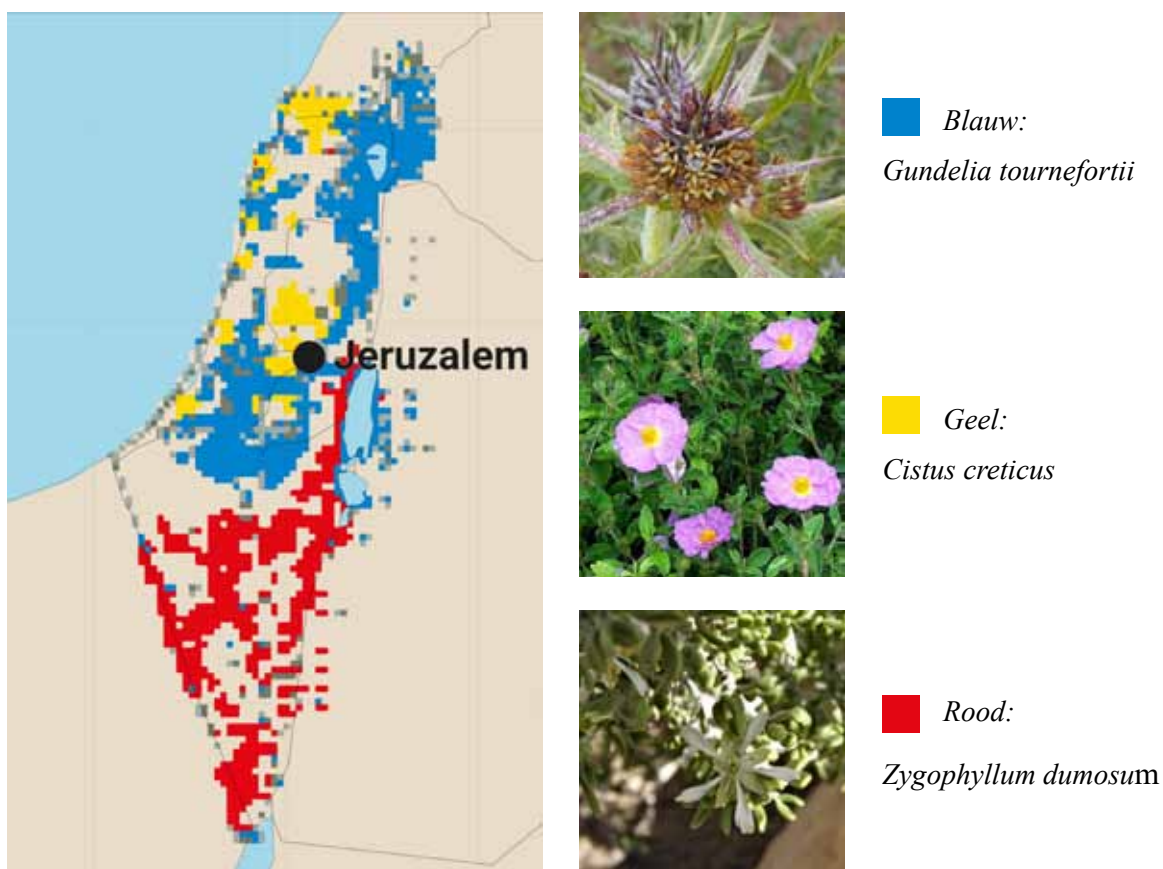 Jeruzalem
Blauw:
Gundelia tournefortii
Geel:
Cistus creticus
Rood:
Zygophyllum dumosum